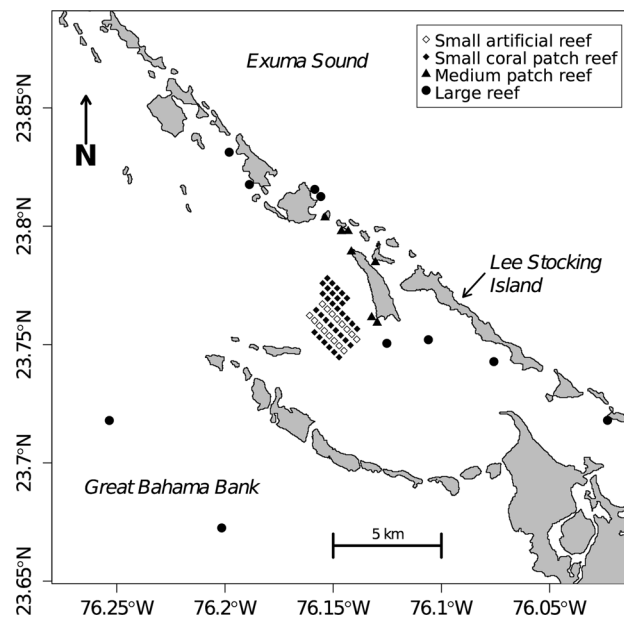 Exuma Sound
Small artificial reef
Small coral patch reef
Medium patch reef
Large reef
N
Lee Stocking
Island
Great Bahama Bank
5 km
23.85°N
23.8°N
23.75°N
23.7°N
23.65°N
76.25°W
76.2°W
76.15°W
76.1°W
76.05°W